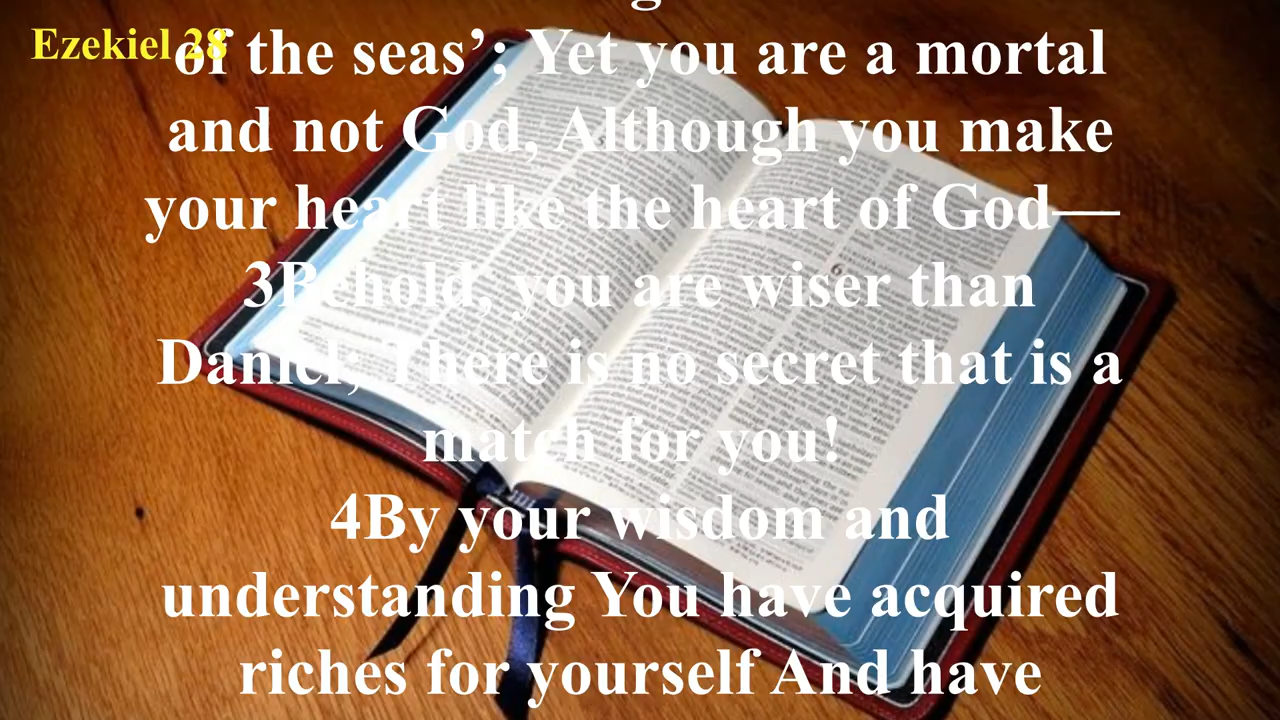 Ezekiel 28
of the seas’; Yet you are a mortal
and not God, Although you make
your heart like the heart of God—
3Behold, you are wiser than
Daniel; There is no secret that is a
match for you!
4By your wisdom and
understanding You have acquired
riches for yourself And have